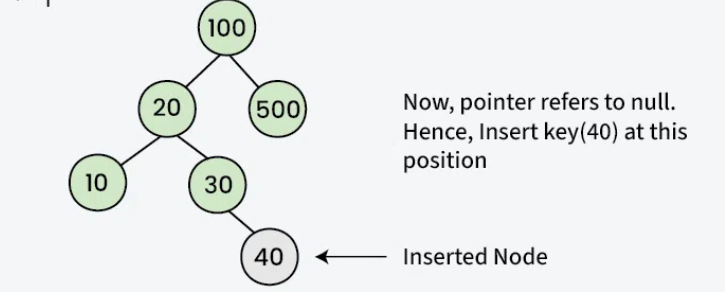 100
20
500
Now, pointer refers to null.
Hence, Insert key(40) at this
position
10
30
40
Inserted Node